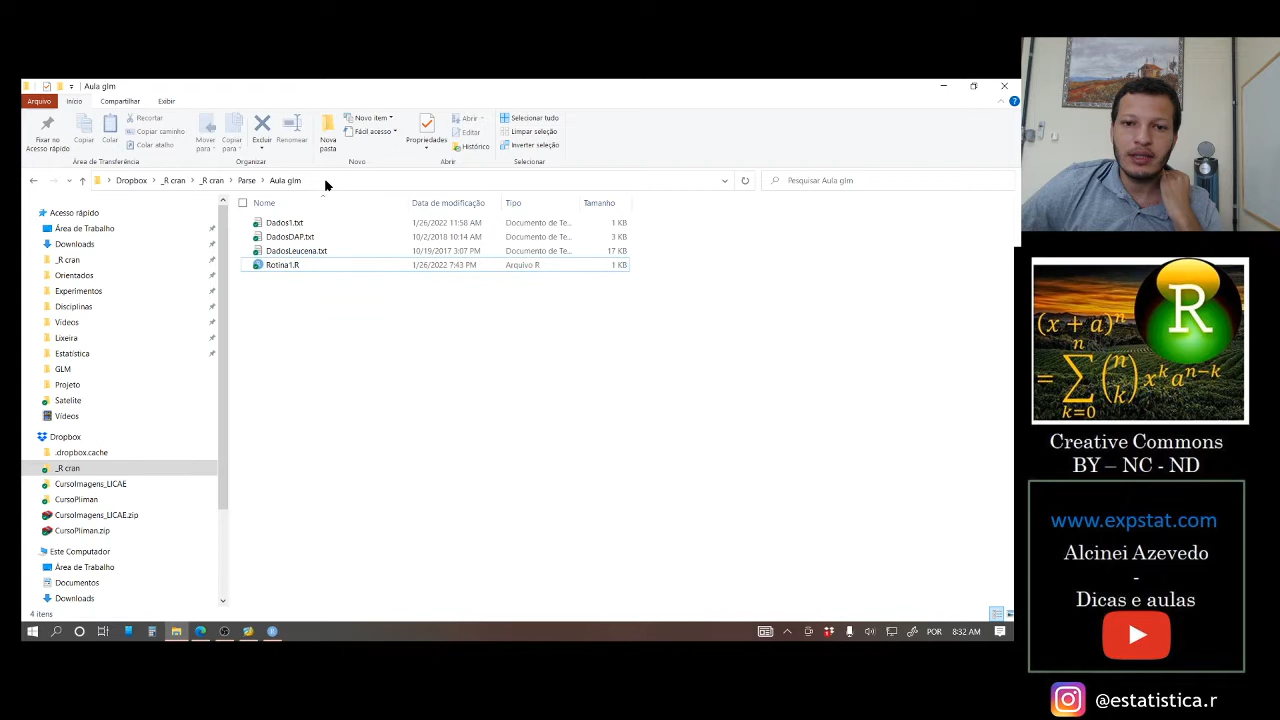 Aula glm
Arquivo
Início
Compartilhar
Exibir
Fixar no
Acesso rápido
Copiar
Colar
Recortar
Copiar caminho
Colar atalho
Área de Transferência
Mover
para
Copiar
para
Excluir
Renomear
Organizar
Nova
pasta
Novo item
Fácil acesso
Novo
Propriedades
Abrir
Editar
Histórico
Abrir
Selecionar tudo
Limpar seleção
Inverter seleção
Selecionar
Dropbox > _R cran > _R cran > Parse > Aula glm
Pesquisar Aula glm
Nome Data de modificação Tipo Tamanho
Dados1.txt 1/26/2022 11:58 AM Documento de Te... 1 KB
DadosDAP.txt 10/2/2018 10:14 AM Documento de Te... 3 KB
DadosLeucena.txt 10/19/2017 3:07 PM Documento de Te... 17 KB
Rotina1.R 1/26/2022 7:43 PM Arquivo R 1 KB
Acesso rápido
Área de Trabalho
Downloads
_R cran
Orientados
Experimentos
Disciplinas
Vídeos
Lixeira
Estatística
GLM
Projeto
Satelite
Vídeos
Dropbox
.dropbox.cache
_R cran
CursoImagens_LICAE
CursoPliman
CursoImagens_LICAE.zip
CursoPliman.zip
Este Computador
Área de Trabalho
Documentos
Downloads
4 itens
POR
8:32 AM
R
(x + a)^n
= ∑_{k=0}^{n} (n k) x^k a^{n−k}
Creative Commons
BY – NC - ND
www.expstat.com
Alcinei Azevedo
-
Dicas e aulas
@estatistica.r